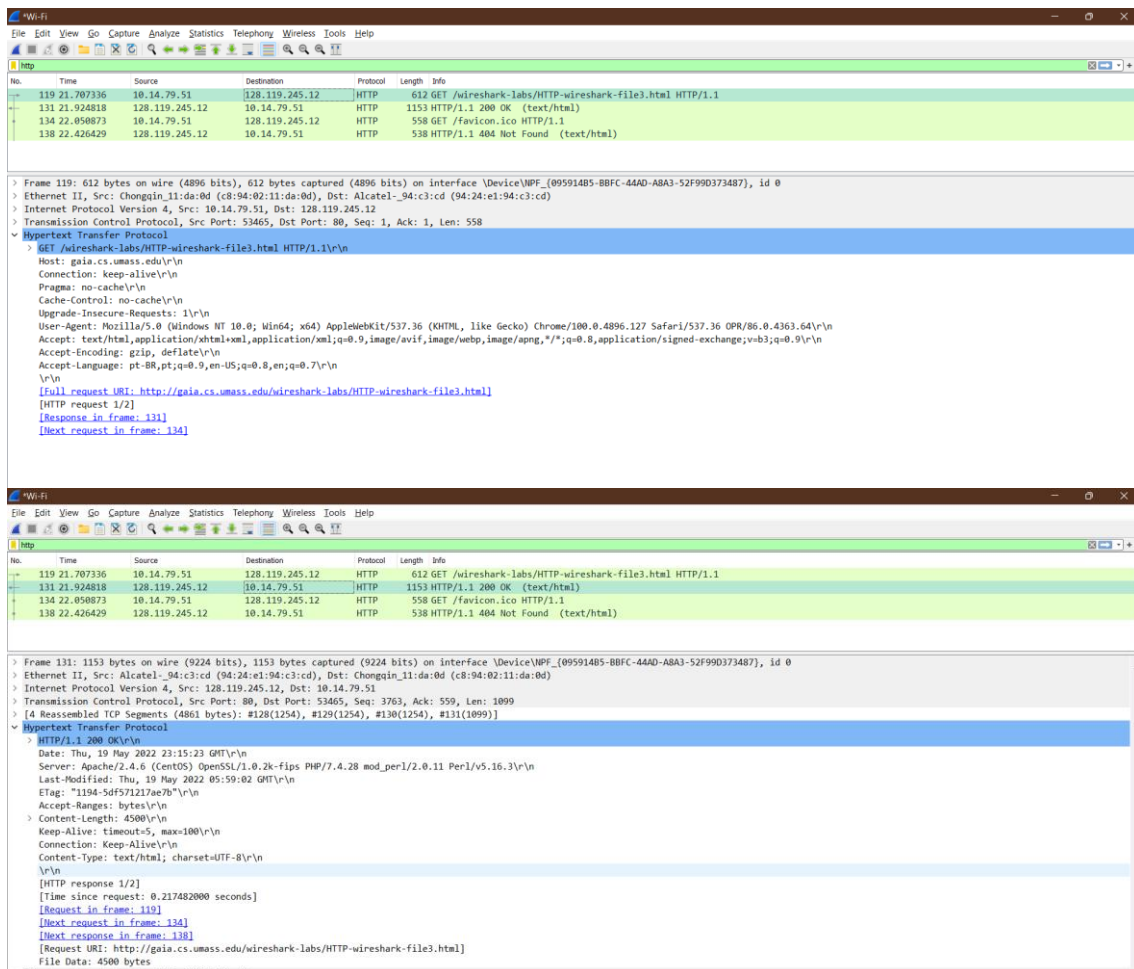 *Wi-Fi
File Edit View Go Capture Analyze Statistics Telephony Wireless Tools Help
http
No. Time Source Destination Protocol Length Info
119 21.707336 10.14.79.51 128.119.245.12 HTTP 612 GET /wireshark-labs/HTTP-wireshark-file3.html HTTP/1.1
131 21.924818 128.119.245.12 10.14.79.51 HTTP 1153 HTTP/1.1 200 OK (text/html)
134 22.050873 10.14.79.51 128.119.245.12 HTTP 558 GET /favicon.ico HTTP/1.1
138 22.426429 128.119.245.12 10.14.79.51 HTTP 538 HTTP/1.1 404 Not Found (text/html)
> Frame 119: 612 bytes on wire (4896 bits), 612 bytes captured (4896 bits) on interface \Device\NPF_{095914B5-BBFC-44AD-A8A3-52F99D373487}, id 0
> Ethernet II, Src: Chongqin_11:da:0d (c8:94:02:11:da:0d), Dst: Alcatel-_94:c3:cd (94:24:e1:94:c3:cd)
> Internet Protocol Version 4, Src: 10.14.79.51, Dst: 128.119.245.12
> Transmission Control Protocol, Src Port: 53465, Dst Port: 80, Seq: 1, Ack: 1, Len: 558
Hypertext Transfer Protocol
> GET /wireshark-labs/HTTP-wireshark-file3.html HTTP/1.1\r\n
Host: gaia.cs.umass.edu\r\n
Connection: keep-alive\r\n
Pragma: no-cache\r\n
Cache-Control: no-cache\r\n
Upgrade-Insecure-Requests: 1\r\n
User-Agent: Mozilla/5.0 (Windows NT 10.0; Win64; x64) AppleWebKit/537.36 (KHTML, like Gecko) Chrome/100.0.4896.127 Safari/537.36 OPR/86.0.4363.64\r\n
Accept: text/html,application/xhtml+xml,application/xml;q=0.9,image/avif,image/webp,image/apng,*/*;q=0.8,application/signed-exchange;v=b3;q=0.9\r\n
Accept-Encoding: gzip, deflate\r\n
Accept-Language: pt-BR,pt;q=0.9,en-US;q=0.8,en;q=0.7\r\n
\r\n
[Full request URI: http://gaia.cs.umass.edu/wireshark-labs/HTTP-wireshark-file3.html]
[HTTP request 1/2]
[Response in frame: 131]
[Next request in frame: 134]
*Wi-Fi
File Edit View Go Capture Analyze Statistics Telephony Wireless Tools Help
http
No. Time Source Destination Protocol Length Info
119 21.707336 10.14.79.51 128.119.245.12 HTTP 612 GET /wireshark-labs/HTTP-wireshark-file3.html HTTP/1.1
131 21.924818 128.119.245.12 10.14.79.51 HTTP 1153 HTTP/1.1 200 OK (text/html)
134 22.050873 10.14.79.51 128.119.245.12 HTTP 558 GET /favicon.ico HTTP/1.1
138 22.426429 128.119.245.12 10.14.79.51 HTTP 538 HTTP/1.1 404 Not Found (text/html)
> Frame 131: 1153 bytes on wire (9224 bits), 1153 bytes captured (9224 bits) on interface \Device\NPF_{095914B5-BBFC-44AD-A8A3-52F99D373487}, id 0
> Ethernet II, Src: Alcatel-_94:c3:cd (94:24:e1:94:c3:cd), Dst: Chongqin_11:da:0d (c8:94:02:11:da:0d)
> Internet Protocol Version 4, Src: 128.119.245.12, Dst: 10.14.79.51
> Transmission Control Protocol, Src Port: 80, Dst Port: 53465, Seq: 3763, Ack: 559, Len: 1099
> [4 Reassembled TCP Segments (4861 bytes): #128(1254), #129(1254), #130(1254), #131(1099)]
Hypertext Transfer Protocol
> HTTP/1.1 200 OK\r\n
Date: Thu, 19 May 2022 23:15:23 GMT\r\n
Server: Apache/2.4.6 (CentOS) OpenSSL/1.0.2k-fips PHP/7.4.28 mod_perl/2.0.11 Perl/v5.16.3\r\n
Last-Modified: Thu, 19 May 2022 05:59:02 GMT\r\n
ETag: "1194-5df571217ae7b"\r\n
Accept-Ranges: bytes\r\n
> Content-Length: 4500\r\n
Keep-Alive: timeout=5, max=100\r\n
Connection: Keep-Alive\r\n
Content-Type: text/html; charset=UTF-8\r\n
\r\n
[HTTP response 1/2]
[Time since request: 0.217482000 seconds]
[Request in frame: 119]
[Next request in frame: 134]
[Next response in frame: 138]
[Request URI: http://gaia.cs.umass.edu/wireshark-labs/HTTP-wireshark-file3.html]
File Data: 4500 bytes